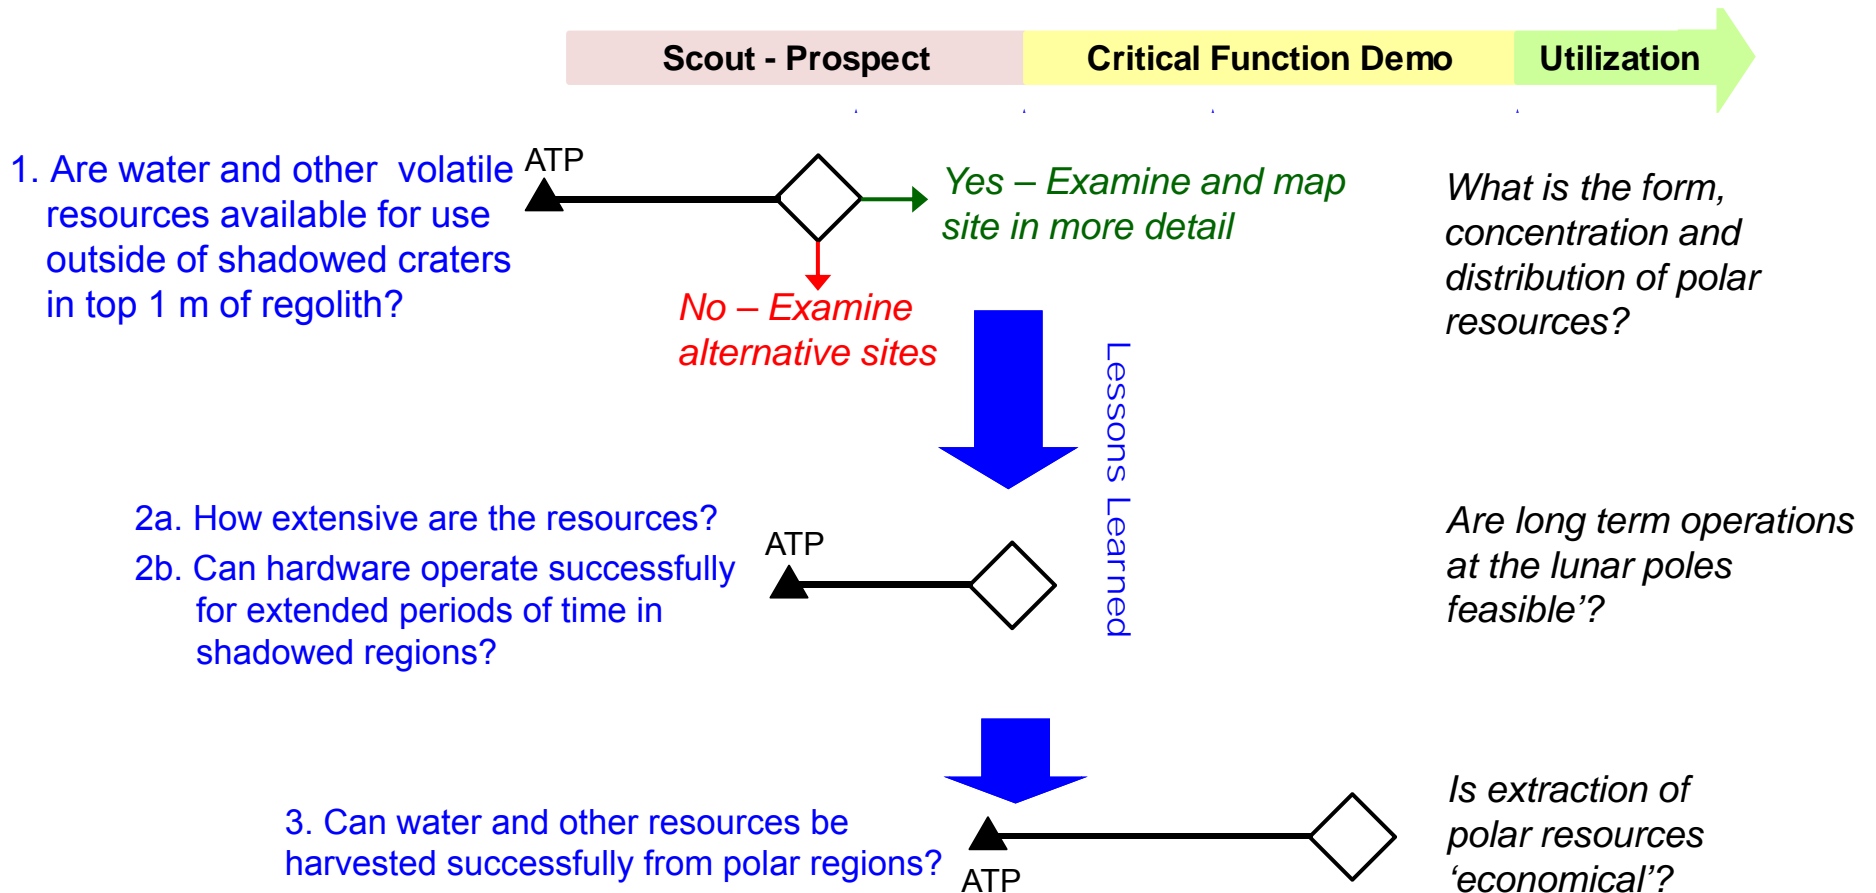 Scout - Prospect
Critical Function Demo
Utilization
1. Are water and other  volatile
resources available for use
outside of shadowed craters
in top 1 m of regolith?
ATP
Yes – Examine and map
site in more detail
No – Examine
alternative sites
What is the form,
concentration and
distribution of polar
resources?
Lessons Learned
2a. How extensive are the resources?
2b. Can hardware operate successfully
for extended periods of time in
shadowed regions?
ATP
Are long term operations
at the lunar poles
feasible’?
3. Can water and other resources be
harvested successfully from polar regions?
ATP
Is extraction of
polar resources
‘economical’?